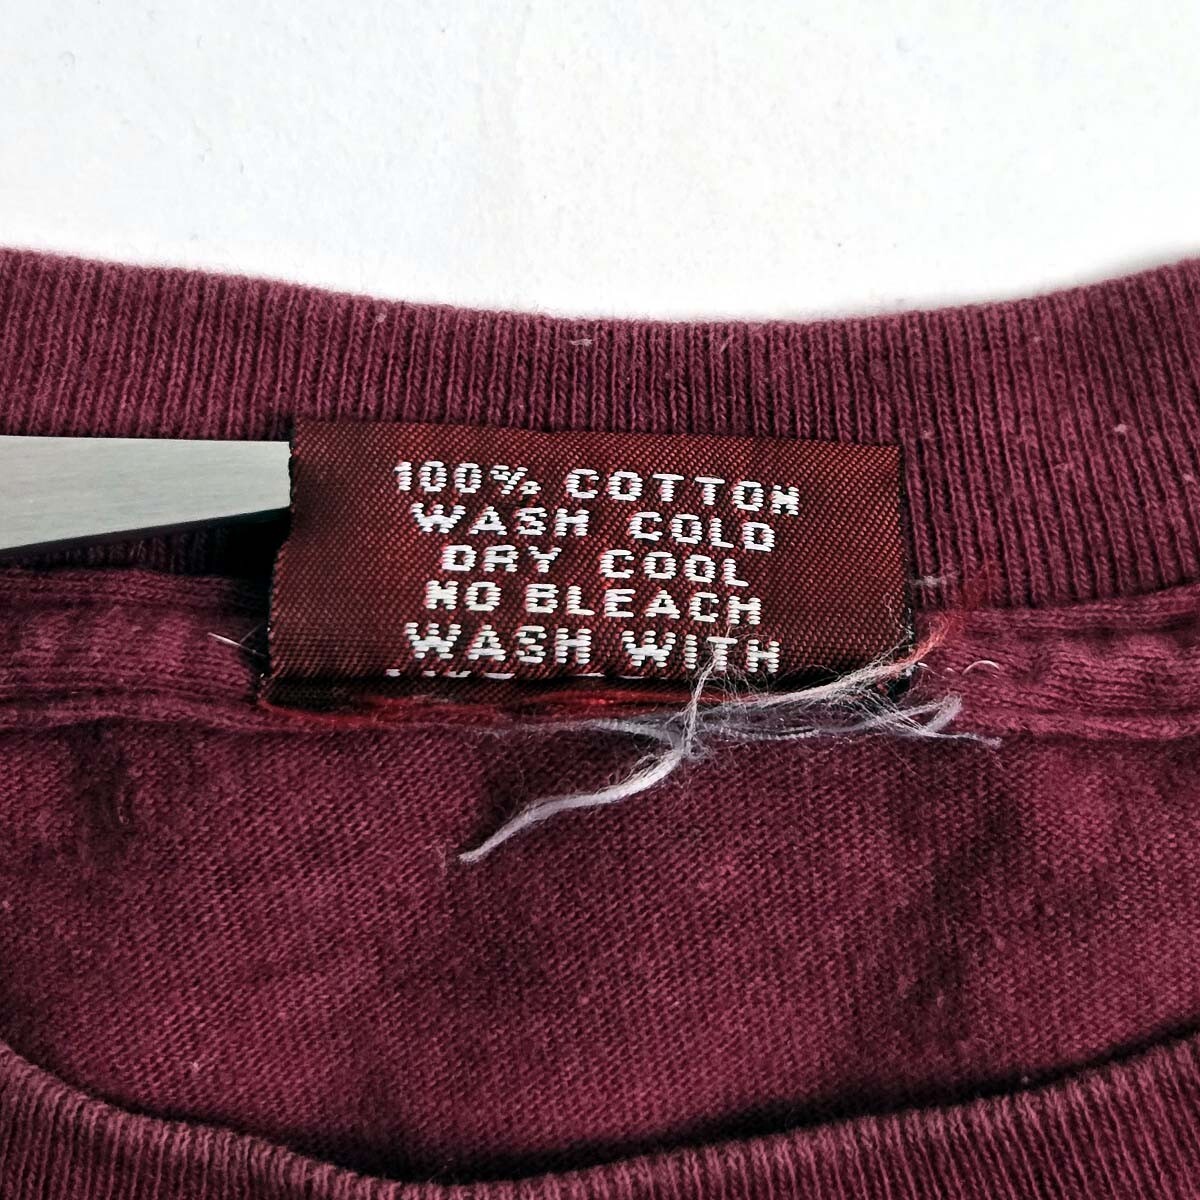 100% COTTON
WASH COLD
DRY COOL
NO BLEACH
WASH WITH